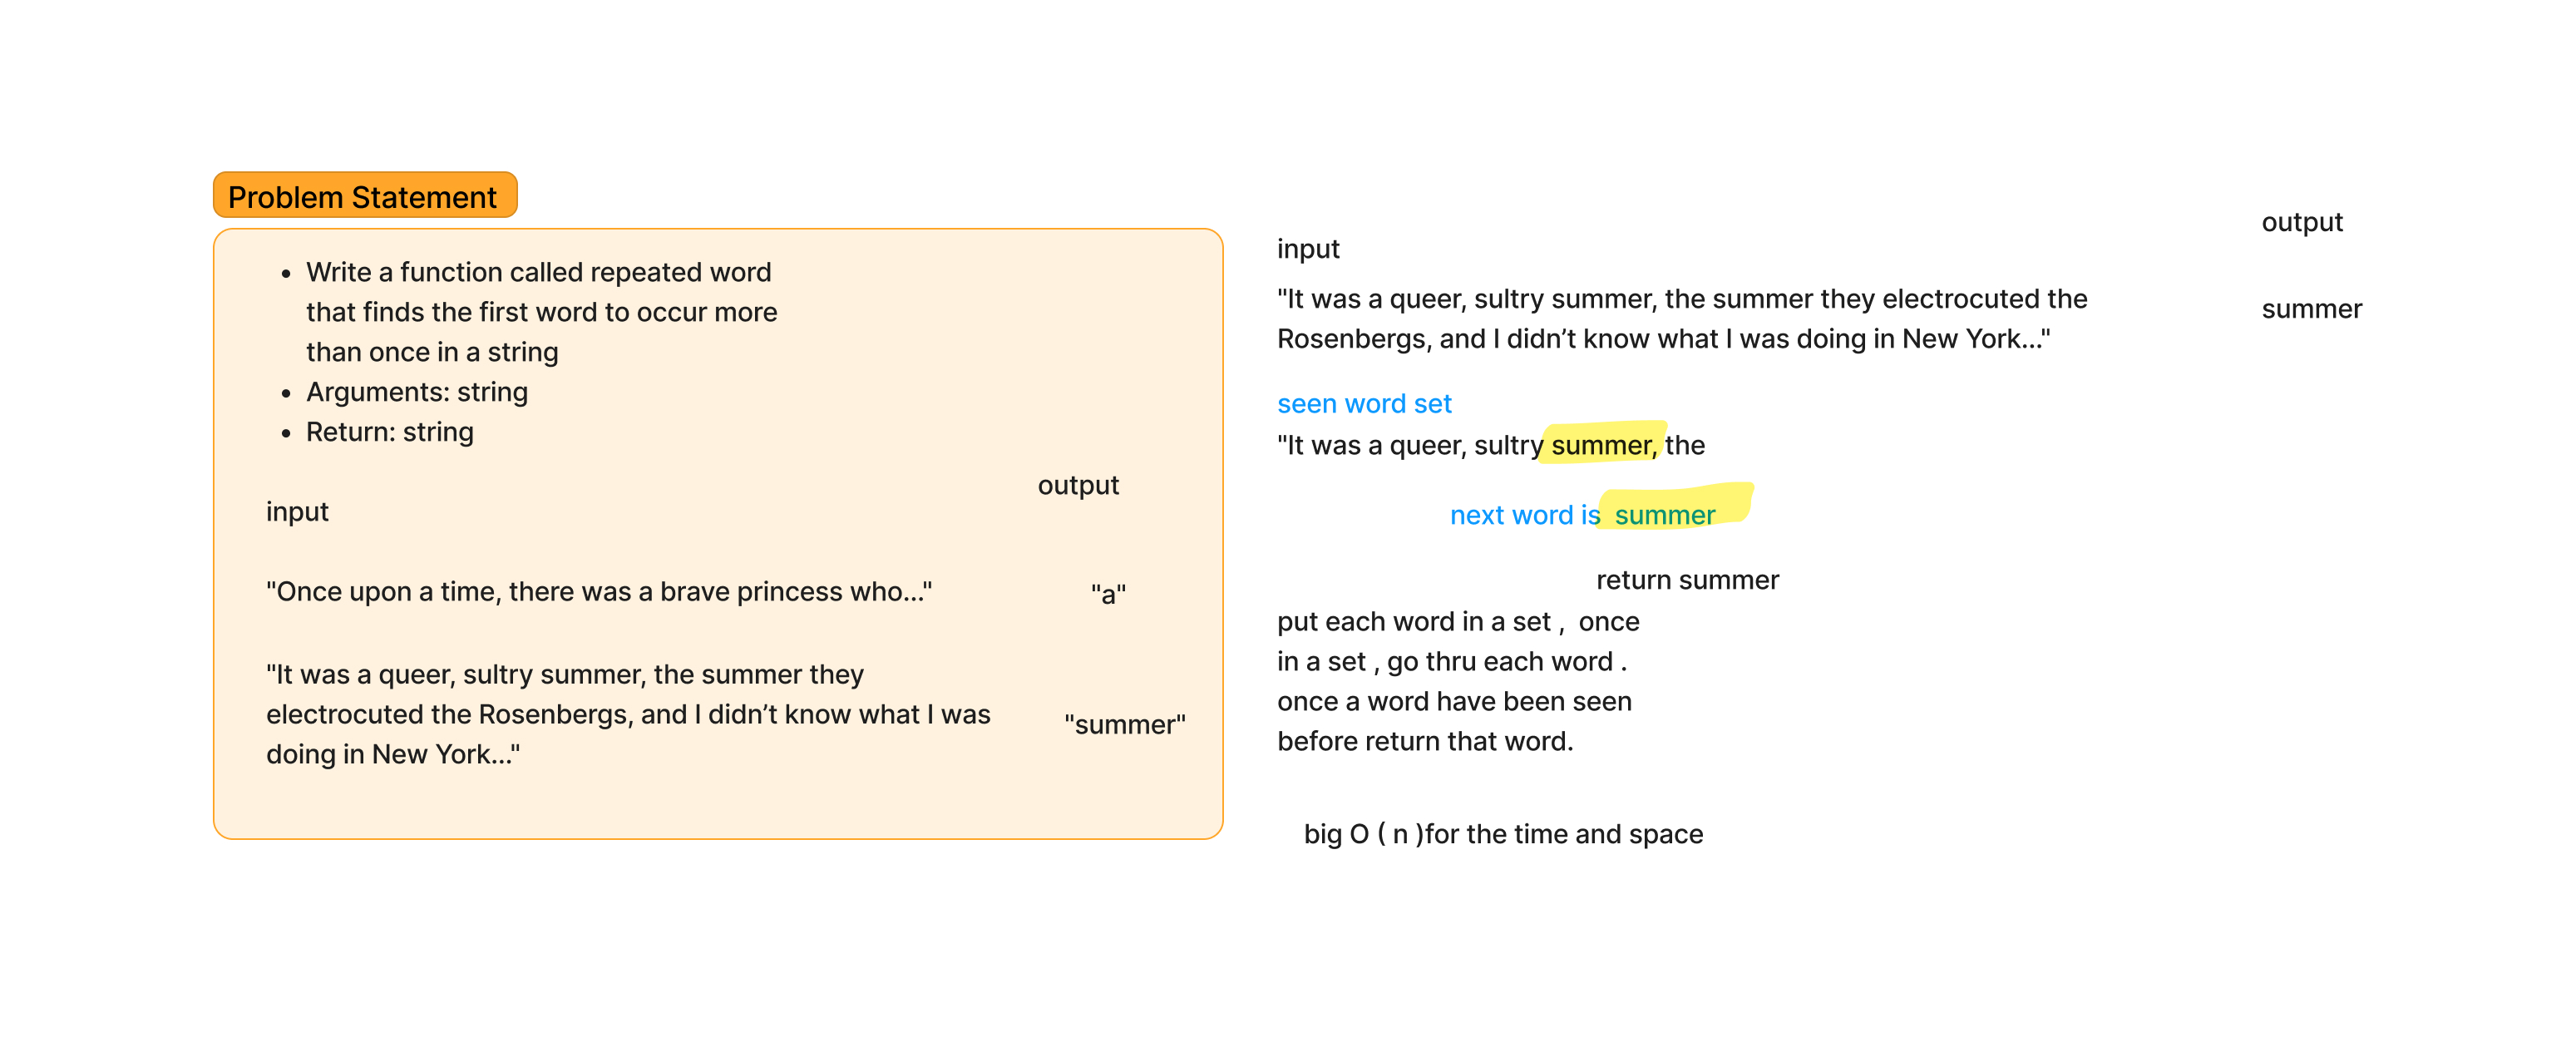 Problem Statement
• Write a function called repeated word
that finds the first word to occur more
than once in a string
• Arguments: string
• Return: string
output
input
"Once upon a time, there was a brave princess who..."
"a"
"It was a queer, sultry summer, the summer they
electrocuted the Rosenbergs, and I didn’t know what I was
doing in New York..."
"summer"
output
input
"It was a queer, sultry summer, the summer they electrocuted the
Rosenbergs, and I didn’t know what I was doing in New York..."
summer
seen word set
"It was a queer, sultry summer, the
next word is summer
return summer
put each word in a set , once
in a set , go thru each word .
once a word have been seen
before return that word.
big O ( n )for the time and space